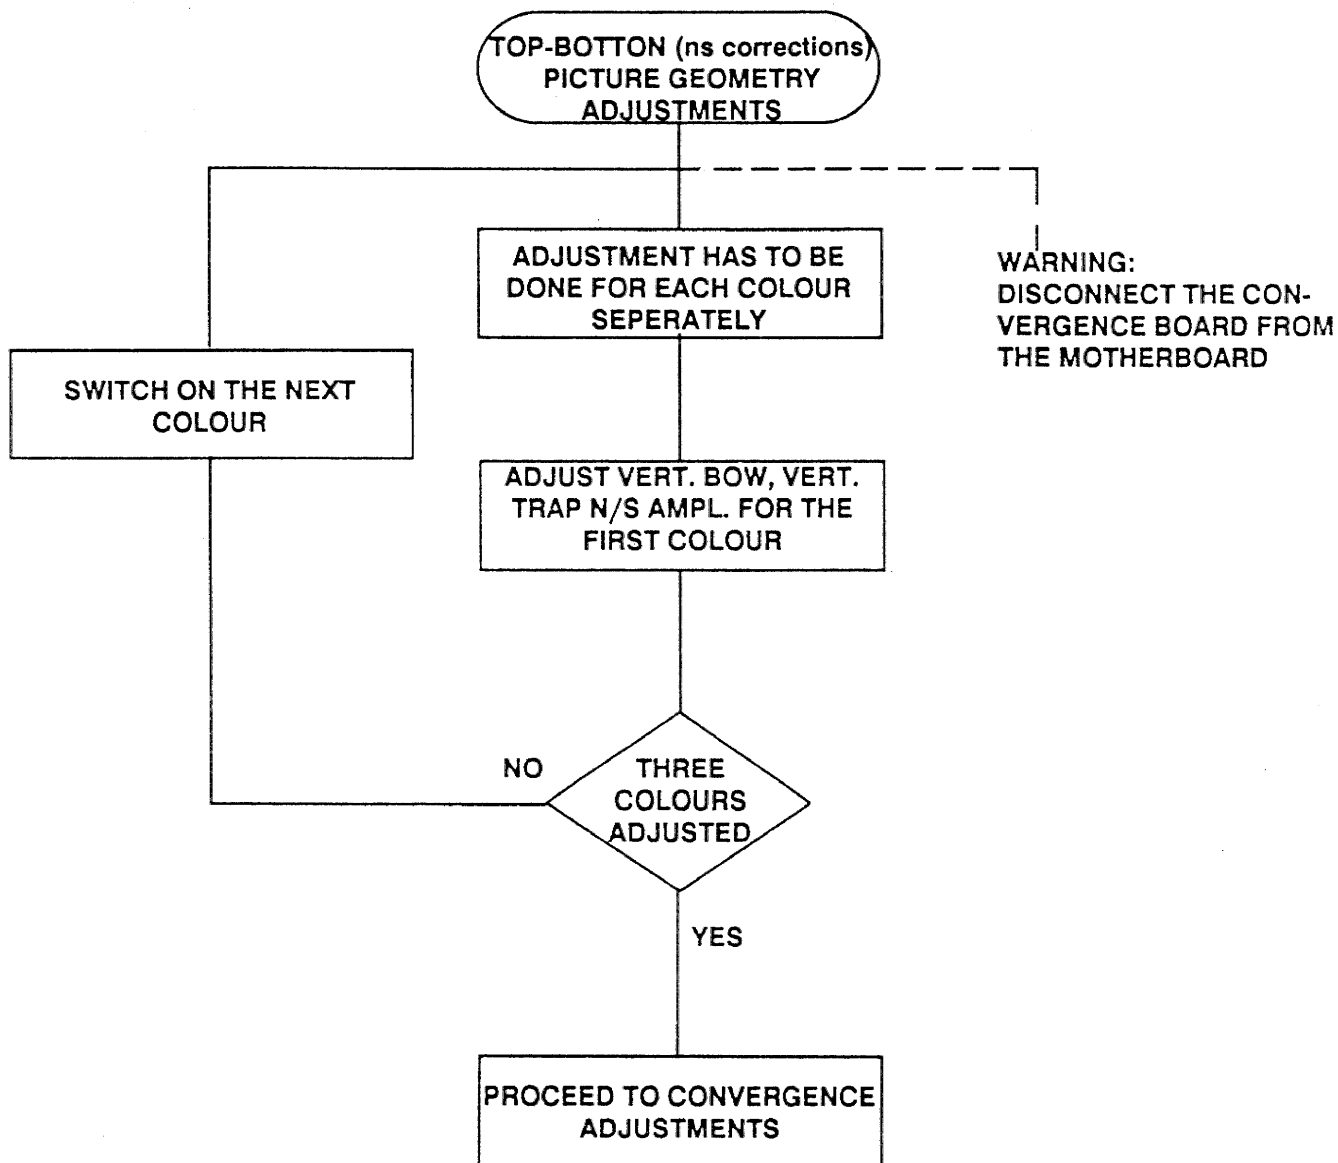 TOP-BOTTON (ns corrections)
PICTURE GEOMETRY
ADJUSTMENTS
ADJUSTMENT HAS TO BE
DONE FOR EACH COLOUR
SEPERATELY
WARNING:
DISCONNECT THE CON-
VERGENCE BOARD FROM
THE MOTHERBOARD
SWITCH ON THE NEXT
COLOUR
ADJUST VERT. BOW, VERT.
TRAP N/S AMPL. FOR THE
FIRST COLOUR
NO
THREE
COLOURS
ADJUSTED
YES
PROCEED TO CONVERGENCE
ADJUSTMENTS